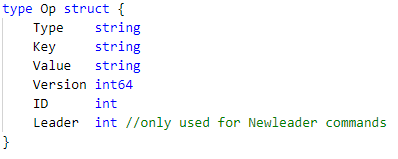 type Op struct {
    Type    string
    Key     string
    Value   string
    Version int64
    ID      int
    Leader  int //only used for Newleader commands
}